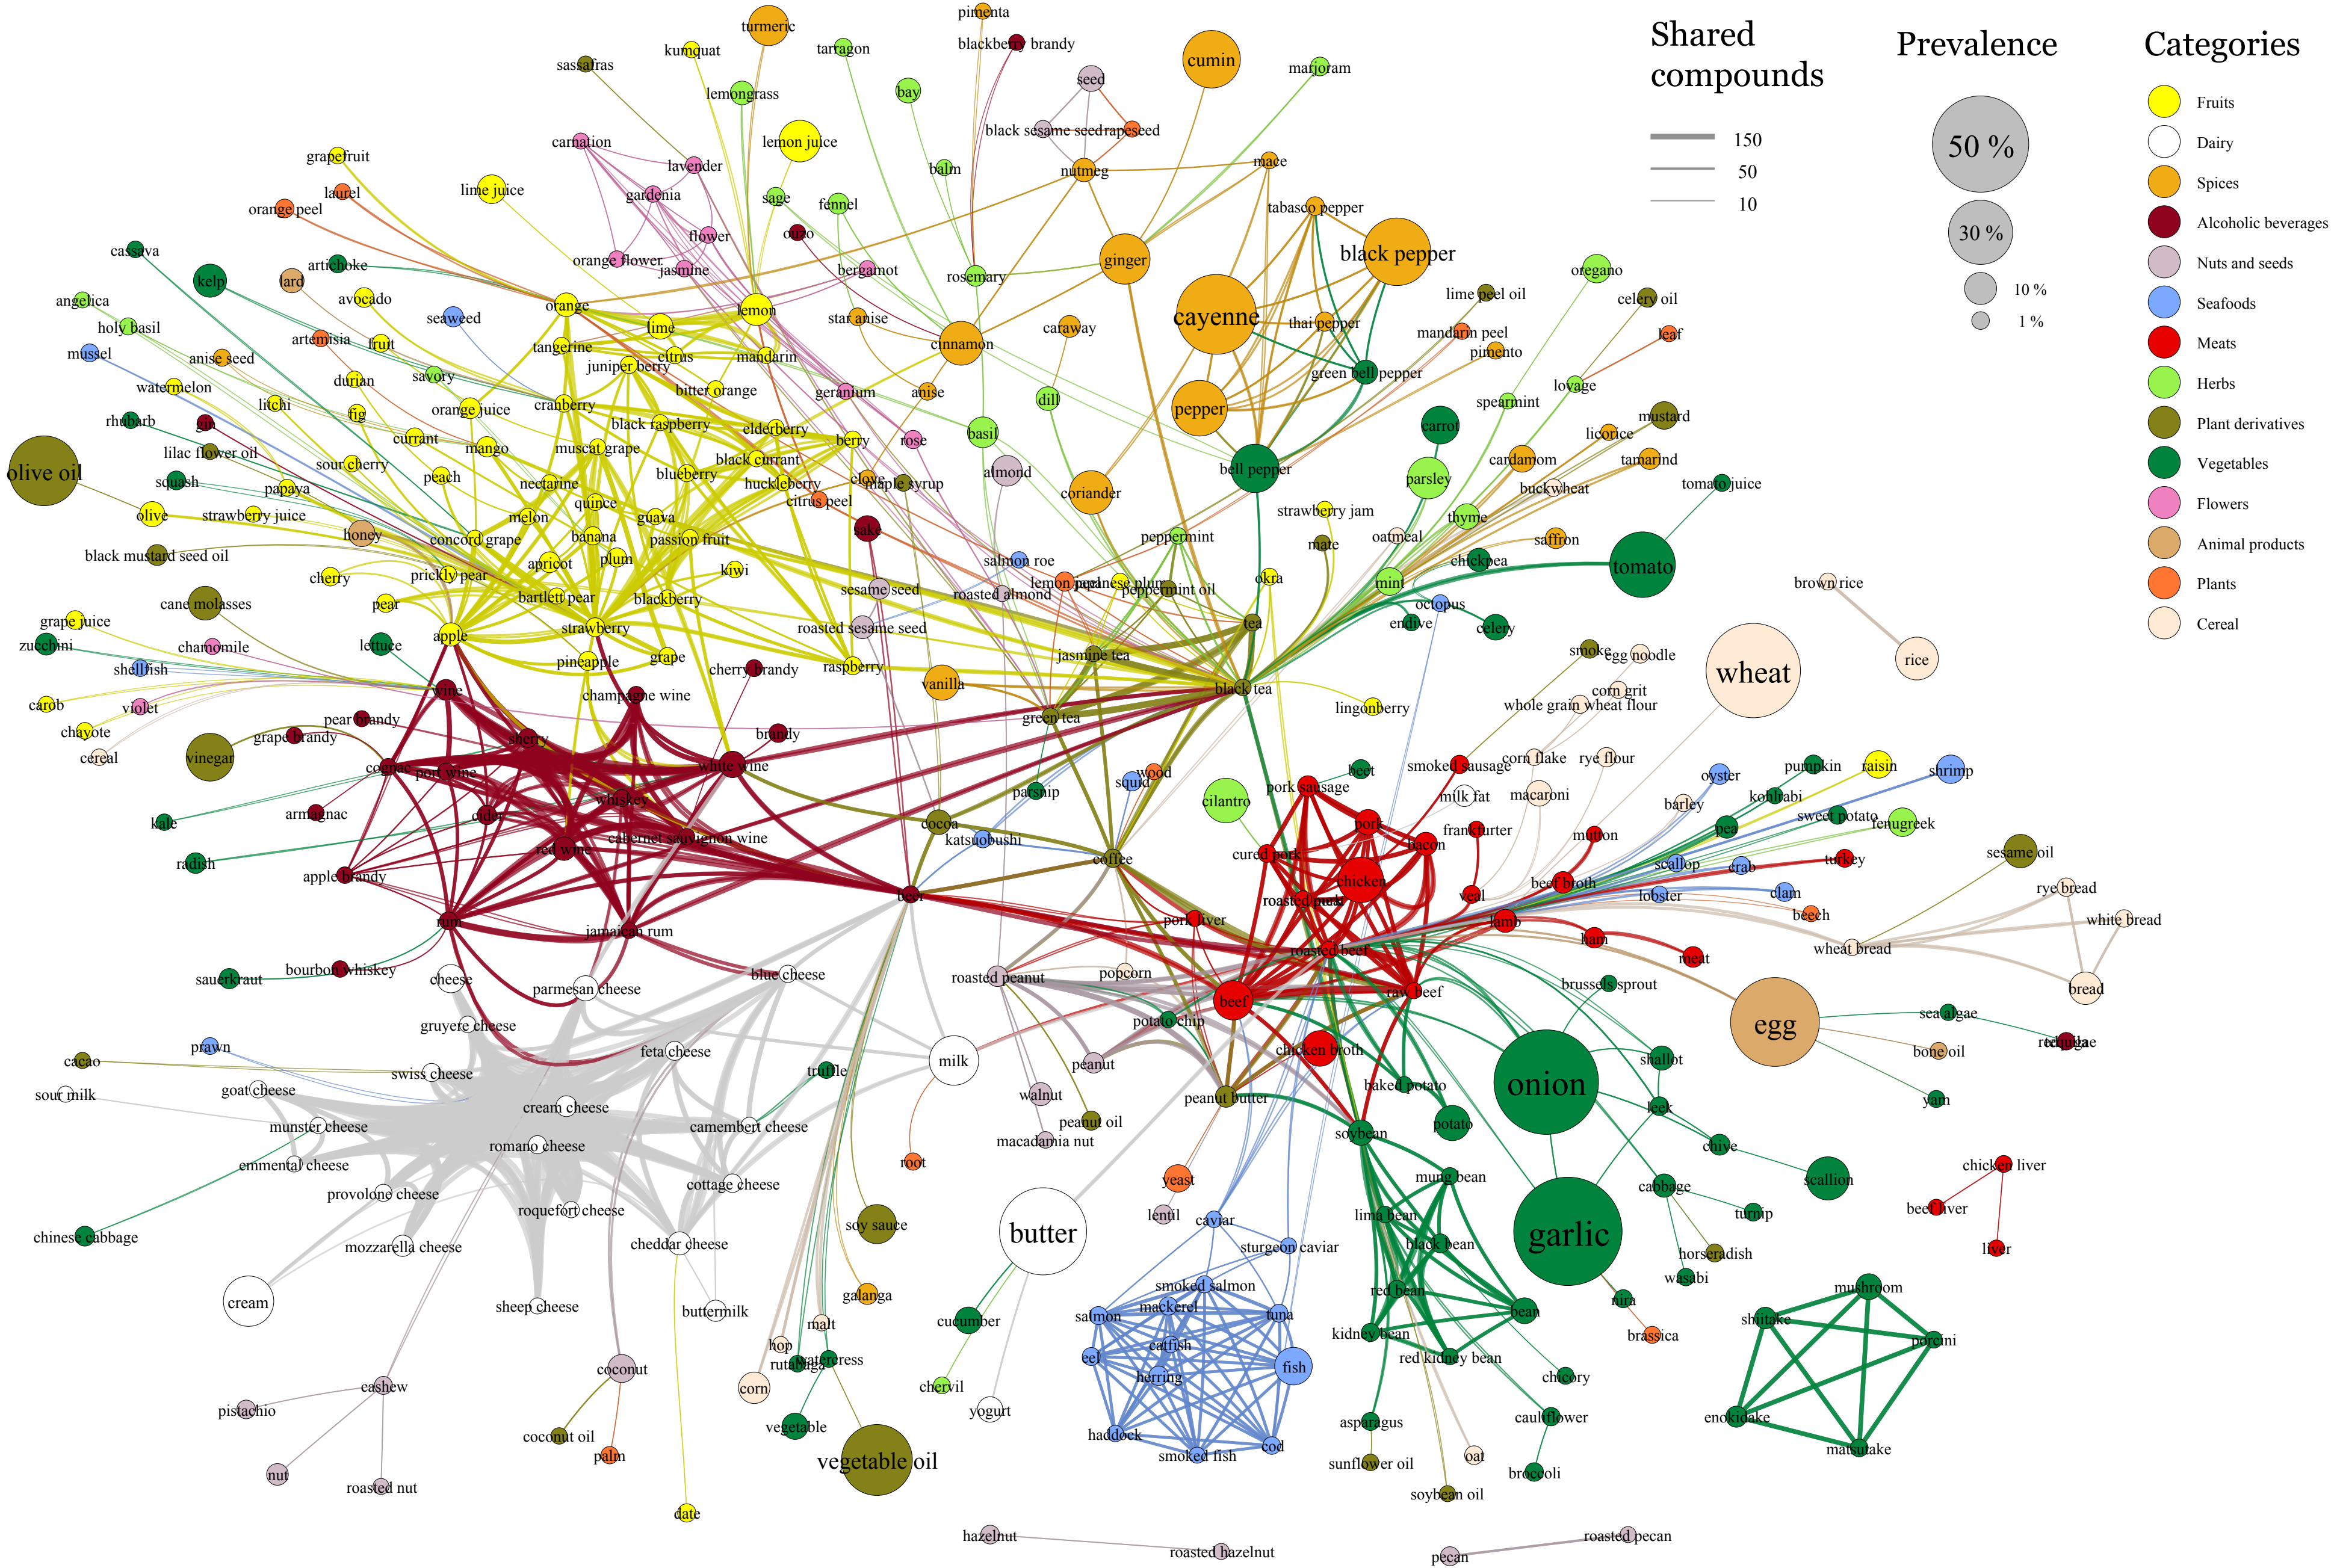 Shared
compounds
150
50
10
Prevalence
50 %
30 %
10 %
1 %
Categories
Fruits
Dairy
Spices
Alcoholic beverages
Nuts and seeds
Seafoods
Meats
Herbs
Plant derivatives
Vegetables
Flowers
Animal products
Plants
Cereal
pimenta
turmeric
blackberry brandy
kumquat
tarragon
cumin
sassafras
marjoram
seed
lemongrass
bay
black sesame seed
rapeseed
carnation
lemon juice
grapefruit
lavender
balm
nutmeg
mace
laurel
lime juice
gardenia
sage
fennel
orange peel
tabasco pepper
flower
ouzo
cassava
black pepper
artichoke
orange flower
jasmine
bergamot
rosemary
ginger
oregano
kelp
lard
angelica
avocado
orange
lemon
lime peel oil
celery oil
holy basil
seaweed
lime
star anise
caraway
cayenne
thai pepper
mandarin peel
leaf
mussel
artemisia
fruit
tangerine
citrus
mandarin
cinnamon
pimento
anise seed
juniper berry
watermelon
durian
savory
bitter orange
geranium
anise
green bell pepper
lovage
litchi
fig
orange juice
cranberry
dill
pepper
spearmint
rhubarb
gin
currant
mango
black raspberry
elderberry
berry
rose
basil
carrot
licorice
mustard
lilac flower oil
sour cherry
muscat grape
black currant
olive oil
squash
papaya
peach
nectarine
blueberry
huckleberry
clove
maple syrup
almond
bell pepper
parsley
cardamom
tamarind
buckwheat
tomato juice
olive
strawberry juice
quince
citrus peel
coriander
strawberry jam
melon
guava
thyme
honey
concord grape
banana
passion fruit
sake
peppermint
mate
oatmeal
saffron
black mustard seed oil
apricot
plum
salmon roe
chickpea
tomato
cherry
prickly pear
kiwi
lemon peel
japanese plum
okra
mint
brown rice
cane molasses
pear
bartlett pear
blackberry
sesame seed
roasted almond
peppermint oil
octopus
grape juice
apple
strawberry
roasted sesame seed
tea
endive
celery
zucchini
chamomile
lettuce
shellfish
pineapple
grape
raspberry
jasmine tea
smoke
egg noodle
wheat
rice
cherry brandy
vanilla
black tea
corn grit
carob
violet
wine
champagne wine
whole grain wheat flour
lingonberry
chayote
pear brandy
green tea
grape brandy
sherry
brandy
cereal
vinegar
cognac
port wine
white wine
corn flake
rye flour
beet
smoked sausage
wood
squid
oyster
pumpkin
raisin
shrimp
parsnip
pork sausage
milk fat
macaroni
barley
kohlrabi
whiskey
cilantro
armagnac
cider
kale
cocoa
pork
frankfurter
mutton
pea
sweet potato
fenugreek
cabernet sauvignon wine
katsuobushi
bacon
radish
red wine
coffee
cured pork
scallop
crab
turkey
sesame oil
apple brandy
chicken
beef broth
beer
veal
lobster
clam
rye bread
roasted meat
rum
jamaican rum
pork liver
lamb
beech
white bread
ham
wheat bread
roasted beef
meat
sauerkraut
bourbon whiskey
blue cheese
cheese
parmesan cheese
roasted peanut
popcorn
raw beef
brussels sprout
bread
beef
gruyere cheese
potato chip
egg
sea algae
prawn
feta cheese
milk
chicken broth
shallot
bone oil
tequila
cacao
swiss cheese
truffle
peanut
baked potato
onion
sour milk
goat cheese
cream cheese
walnut
peanut butter
leek
yam
munster cheese
camembert cheese
peanut oil
potato
romano cheese
macadamia nut
soybean
chive
emmental cheese
root
chicken liver
provolone cheese
cottage cheese
yeast
mung bean
cabbage
scallion
roquefort cheese
lentil
caviar
lima bean
beef liver
turnip
chinese cabbage
mozzarella cheese
cheddar cheese
soy sauce
butter
sturgeon caviar
black bean
garlic
horseradish
liver
smoked salmon
wasabi
cream
sheep cheese
buttermilk
galanga
mackerel
red bean
nira
mushroom
salmon
tuna
bean
malt
cucumber
shiitake
kidney bean
brassica
porcini
hop
catfish
eel
rutabaga
watercress
fish
red kidney bean
coconut
herring
chicory
cashew
corn
chervil
pistachio
yogurt
vegetable
asparagus
cauliflower
enokidake
coconut oil
haddock
cod
matsutake
palm
smoked fish
oat
vegetable oil
sunflower oil
nut
broccoli
roasted nut
soybean oil
date
hazelnut
roasted hazelnut
roasted pecan
pecan